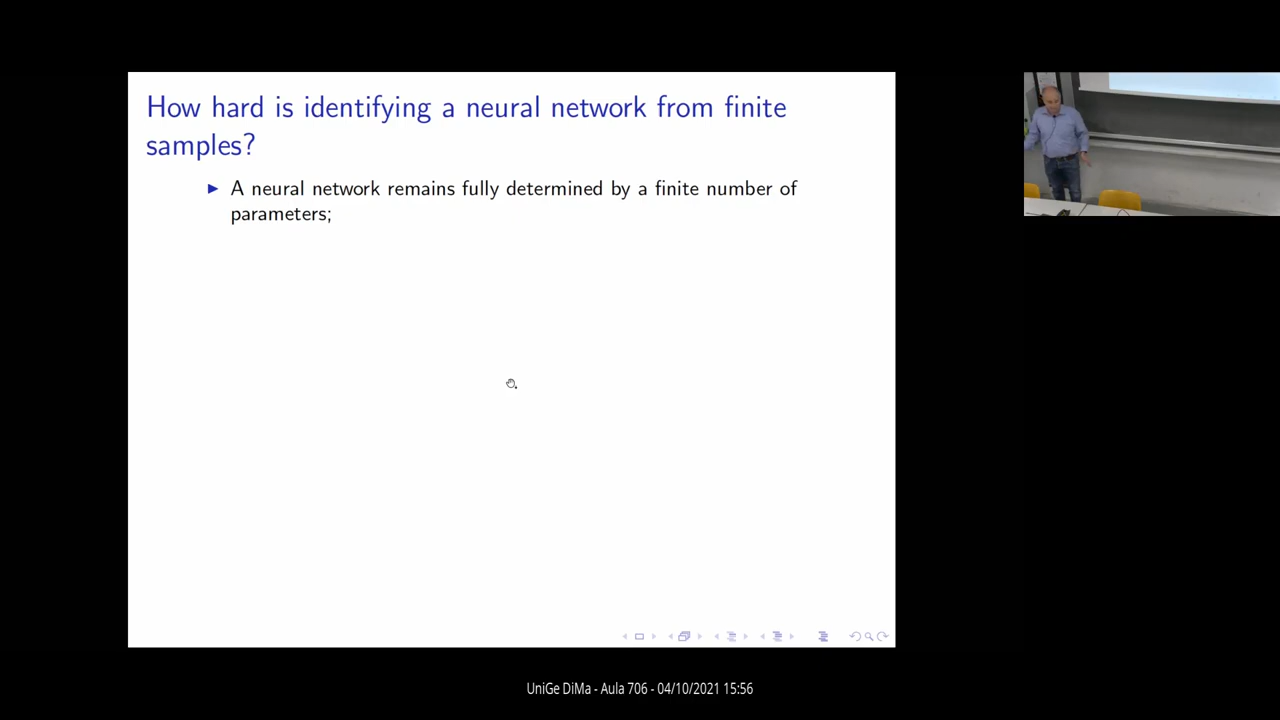 How hard is identifying a neural network from finite
samples?
A neural network remains fully determined by a finite number of
parameters;
UniGe DiMa - Aula 706 - 04/10/2021 15:56